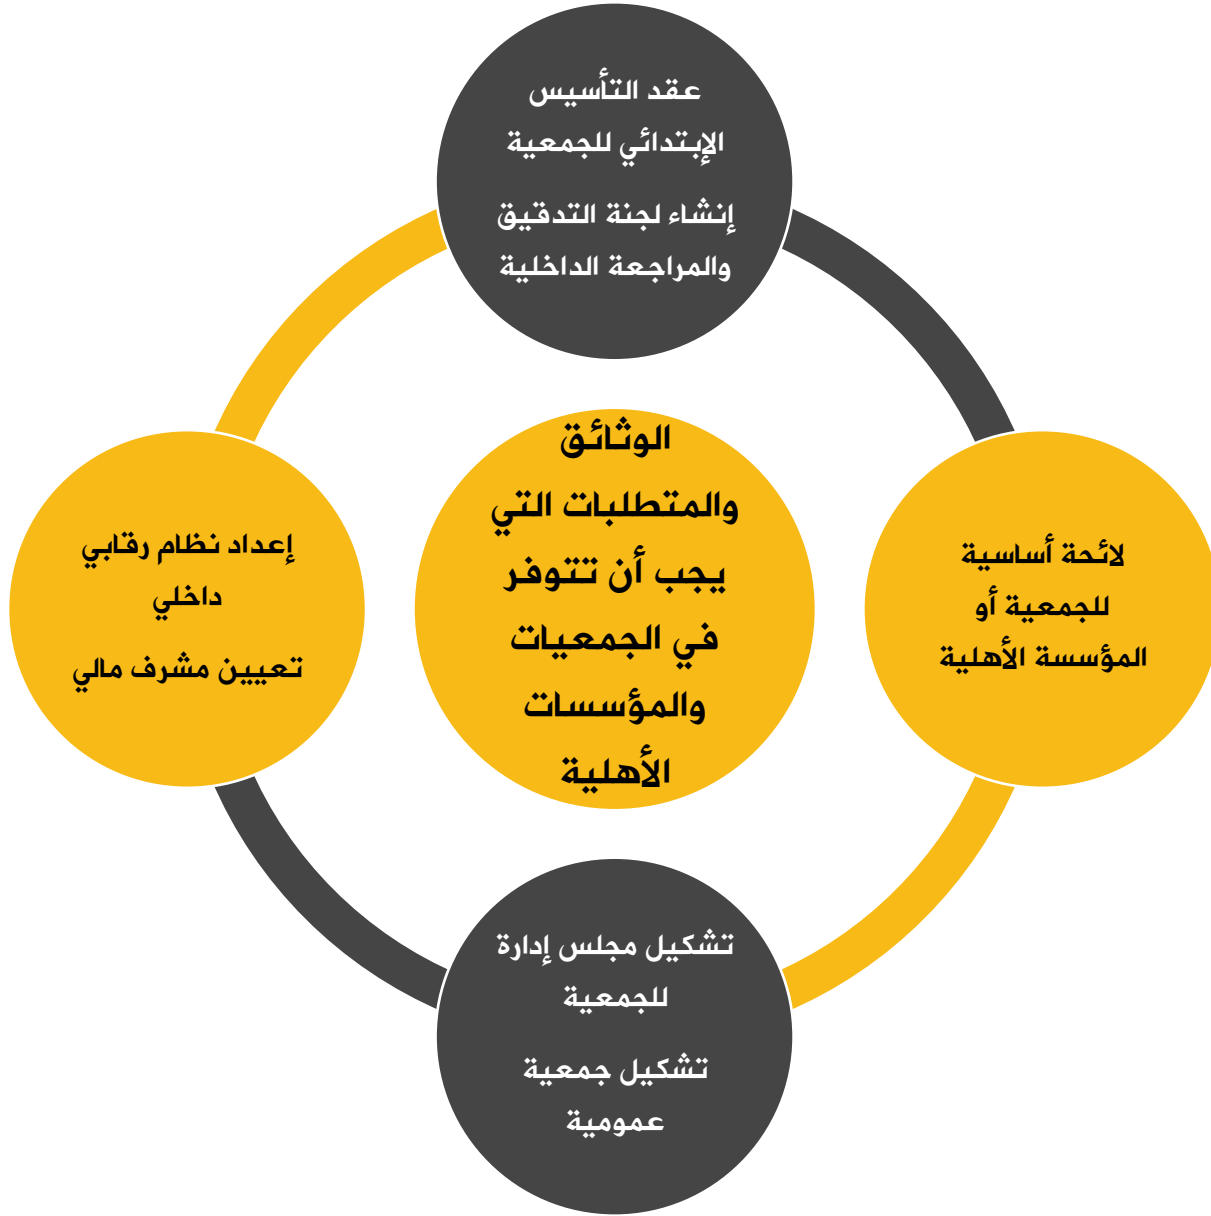 عقد التأسيس
الإبتدائي للجمعية
إنشاء لجنة التدقيق
والمراجعة الداخلية
الوثائق
والمتطلبات التي
يجب أن تتوفر
في الجمعيات
والمؤسسات
الأهلية
لائحة أساسية
للجمعية أو
المؤسسة الأهلية
إعداد نظام رقابي
داخلي
تعيين مشرف مالي
تشكيل مجلس إدارة
للجمعية
تشكيل جمعية
عمومية